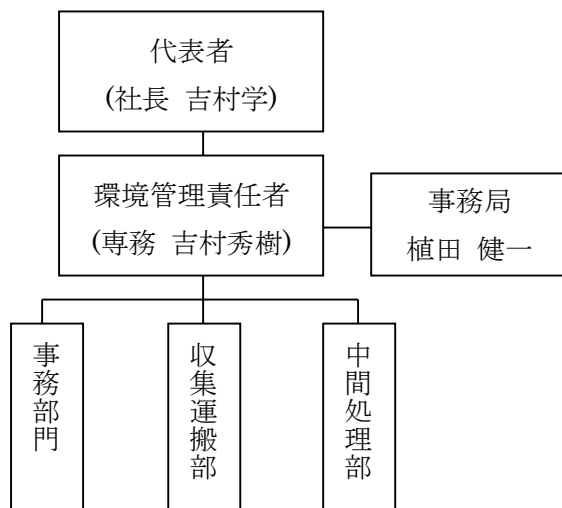 代表者
(社長 吉村学)
環境管理責任者
(専務 吉村秀樹)
事務局
植田 健一
事務部門
収集運搬部
中間処理部